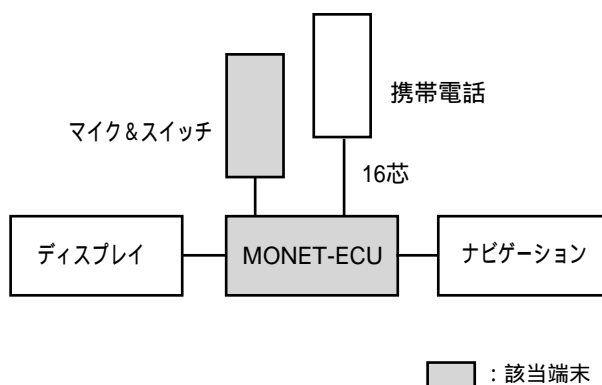 携帯電話
マイク＆スイッチ
16芯
ディスプレイ
MONET-ECU
ナビゲーション
：該当端末